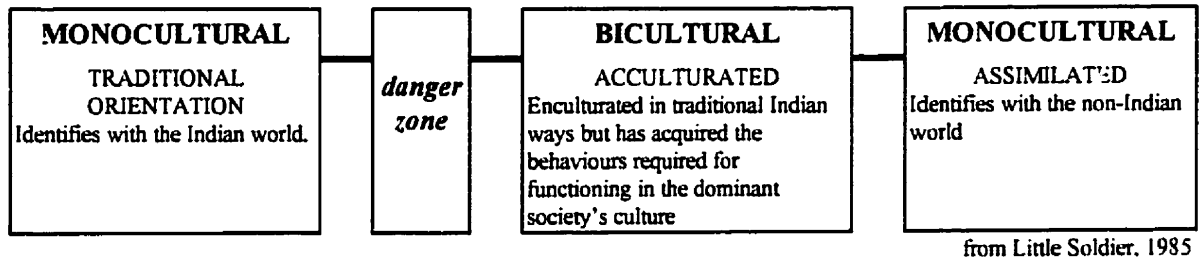 MONOCULTURAL
TRADITIONAL
ORIENTATION
Identifies with the Indian world.
danger
zone
BICULTURAL
ACCULTURATED
Enculturated in traditional Indian
ways but has acquired the
behaviours required for
functioning in the dominant
society's culture
MONOCULTURAL
ASSIMILATED
Identifies with the non-Indian
world
from Little Soldier, 1985